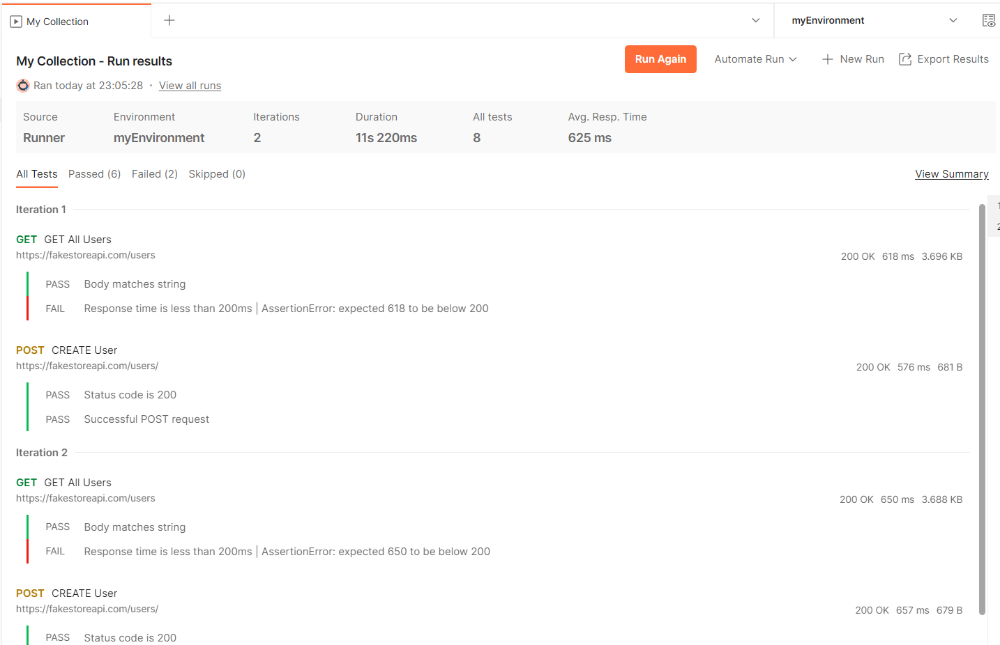 My Collection
myEnvironment
My Collection - Run results
Run Again
Automate Run
New Run
Export Results
Ran today at 23:05:28 · View all runs
Source Environment Iterations Duration All tests Avg. Resp. Time
Runner myEnvironment 2 11s 220ms 8 625 ms
All Tests Passed (6) Failed (2) Skipped (0) View Summary
Iteration 1
1
GET GET All Users
2
https://fakestoreapi.com/users
200 OK 618 ms 3.696 KB
PASS Body matches string
FAIL Response time is less than 200ms | AssertionError: expected 618 to be below 200
POST CREATE User
https://fakestoreapi.com/users/
200 OK 576 ms 681 B
PASS Status code is 200
PASS Successful POST request
Iteration 2
GET GET All Users
https://fakestoreapi.com/users
200 OK 650 ms 3.688 KB
PASS Body matches string
FAIL Response time is less than 200ms | AssertionError: expected 650 to be below 200
POST CREATE User
https://fakestoreapi.com/users/
200 OK 657 ms 679 B
PASS Status code is 200